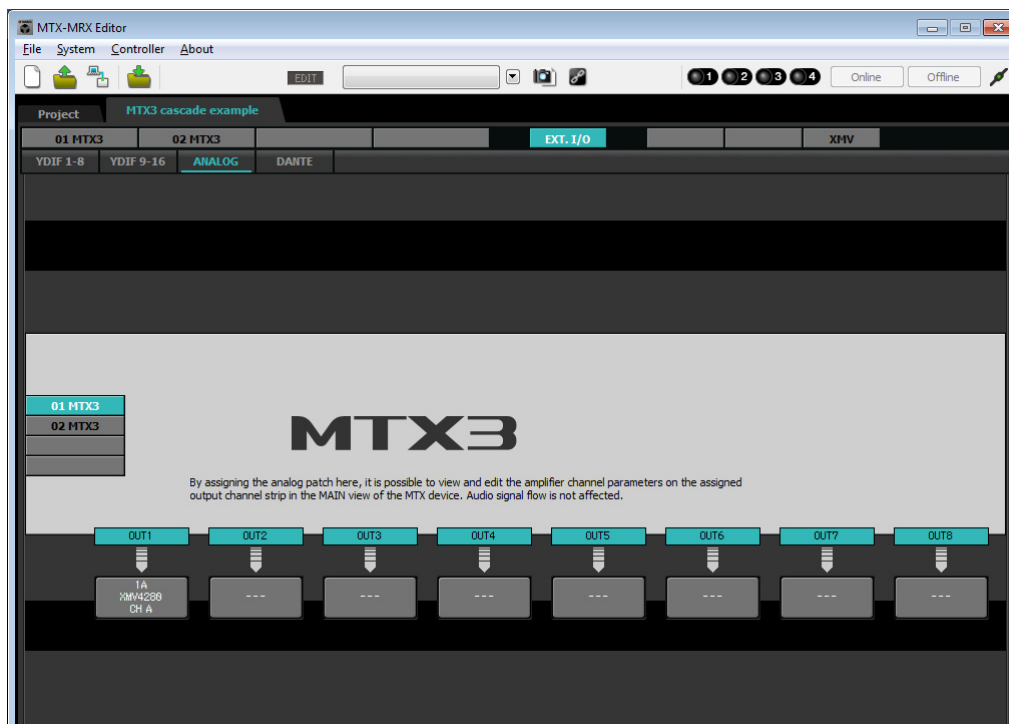 MTX-MRX Editor
File System Controller About
EDIT 1 2 3 4 Online Offline
Project MTX3 cascade example
01 MTX3 02 MTX3 EXT. I/O XMV
YDIF 1-8 YDIF 9-16 ANALOG DANTE
01 MTX3
02 MTX3
MTX3
By assigning the analog patch here, it is possible to view and edit the amplifier channel parameters on the assigned
output channel strip in the MAIN view of the MTX device. Audio signal flow is not affected.
OUT1 OUT2 OUT3 OUT4 OUT5 OUT6 OUT7 OUT8
1A
XMV4280
CH A
--- --- --- --- --- --- ---